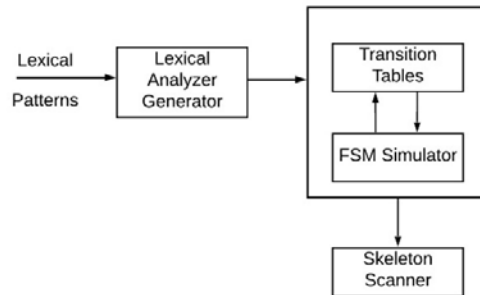 Lexical
Patterns
Lexical
Analyzer
Generator
Transition
Tables
FSM Simulator
Skeleton
Scanner